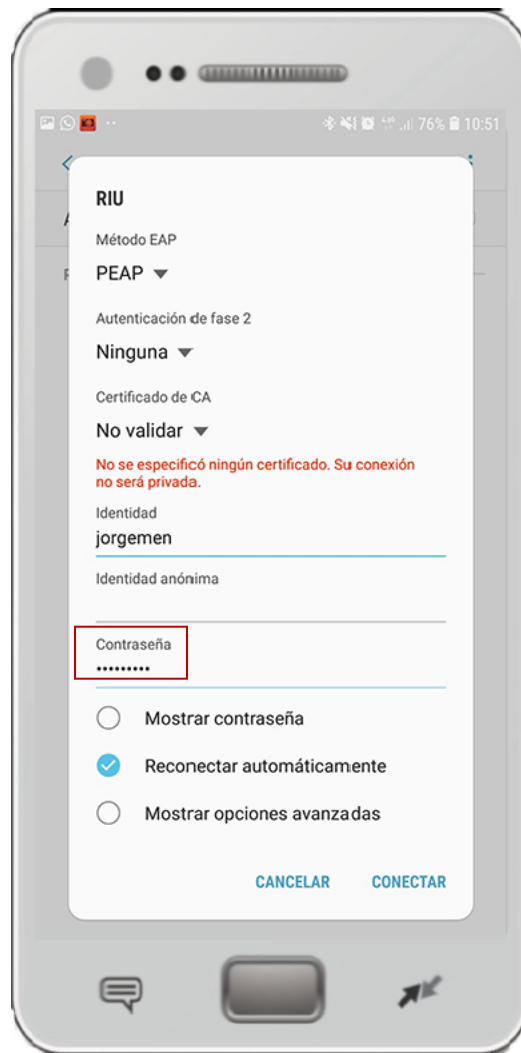 76% 10:51
RIU
Método EAP
PEAP
Autenticación de fase 2
Ninguna
Certificado de CA
No validar
No se especificó ningún certificado. Su conexión
no será privada.
Identidad
jorgemen
Identidad anónima
Contraseña
•••••••••
Mostrar contraseña
Reconectar automáticamente
Mostrar opciones avanzadas
CANCELAR CONECTAR